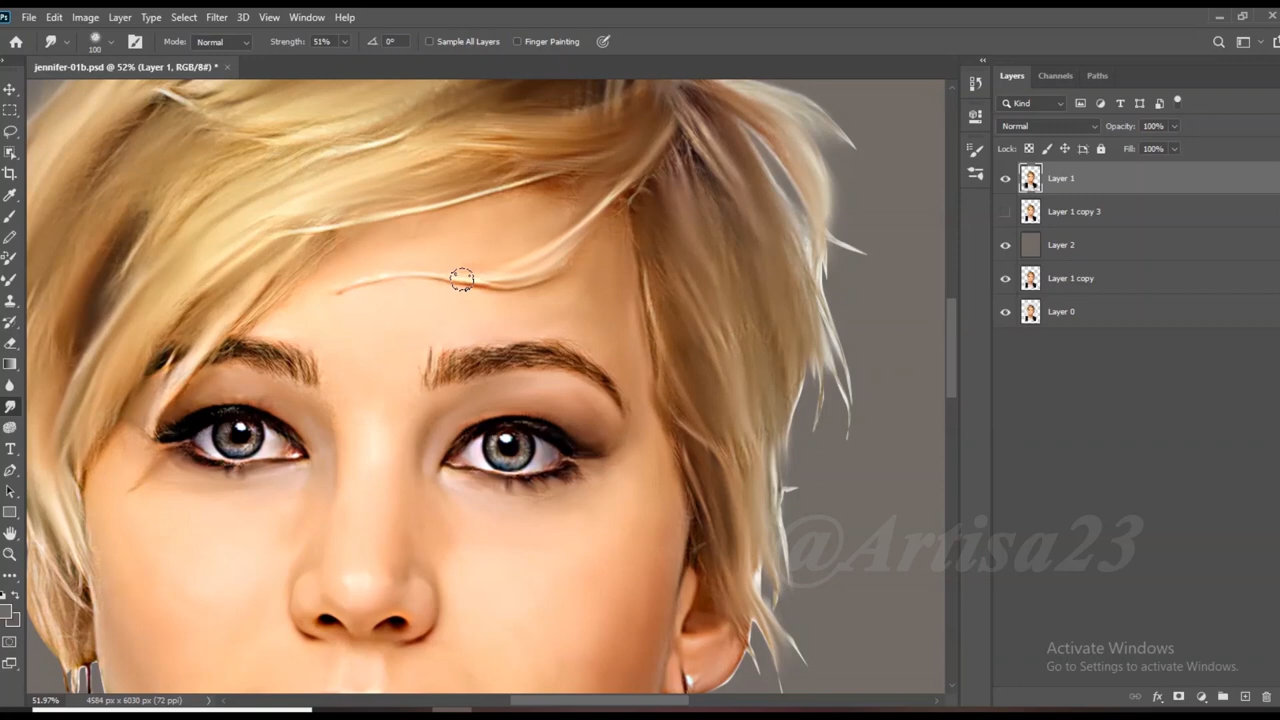 Ps File Edit Image Layer Type Select Filter 3D View Window Help
100 Mode: Normal Strength: 51% 0° Sample All Layers Finger Painting
jennifer-01b.psd @ 52% (Layer 1, RGB/8#) *
Layers Channels Paths
Kind
Normal Opacity: 100%
Lock: Fill: 100%
Layer 1
Layer 1 copy 3
Layer 2
Layer 1 copy
Layer 0
@Artisa23
Activate Windows
Go to Settings to activate Windows.
51.97% 4584 px x 6030 px (72 ppi)